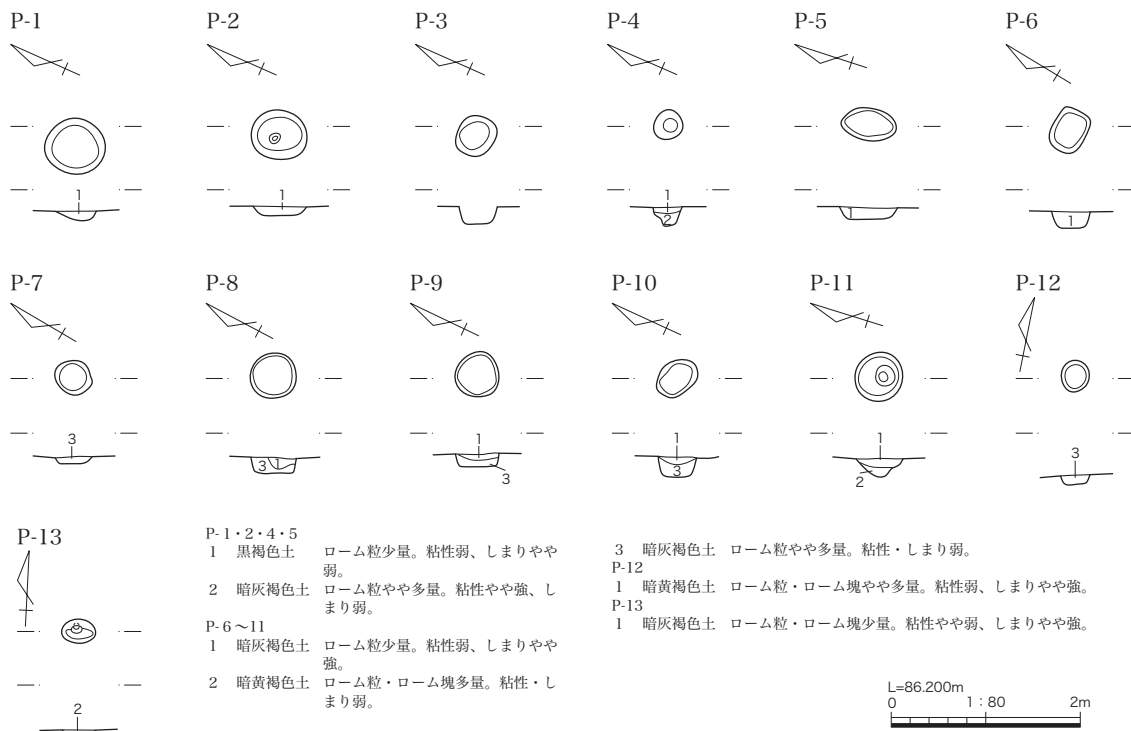 P-1 P-2 P-3 P-4 P-5 P-6
1 1 1 2 1 1
P-7 P-8 P-9 P-10 P-11 P-12
3 3 1 1 3 1 3 1 2 3
P-13
2
P-1・2・4・5
1 黒褐色土 ローム粒少量。粘性弱、しまりやや
弱。
2 暗灰褐色土 ローム粒やや多量。粘性やや強、し
まり弱。
P-6～11
1 暗灰褐色土 ローム粒少量。粘性弱、しまりやや
強。
2 暗黄褐色土 ローム粒・ローム塊多量。粘性・し
まり弱。
3 暗灰褐色土 ローム粒やや多量。粘性・しまり弱。
P-12
1 暗黄褐色土 ローム粒・ローム塊やや多量。粘性弱、しまりやや強。
P-13
1 暗灰褐色土 ローム粒・ローム塊少量。粘性やや弱、しまりやや強。
L=86.200m
0 1：80 2m